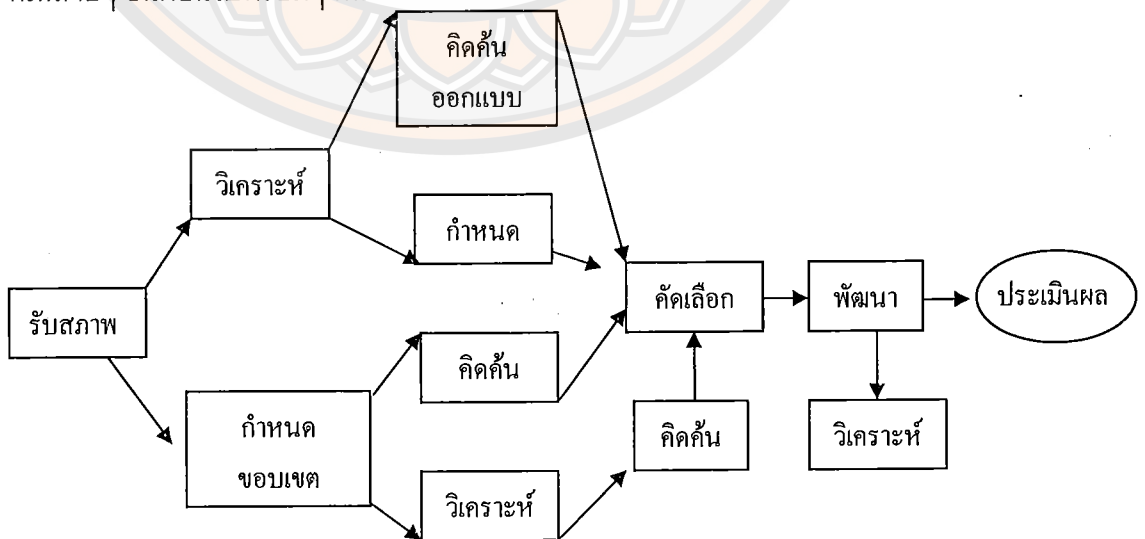 คิดค้น
ออกแบบ
วิเคราะห์
กำหนด
คัดเลือก
พัฒนา
ประเมินผล
รับสภาพ
คิดค้น
กำหนด
ขอบเขต
คิดค้น
วิเคราะห์
วิเคราะห์